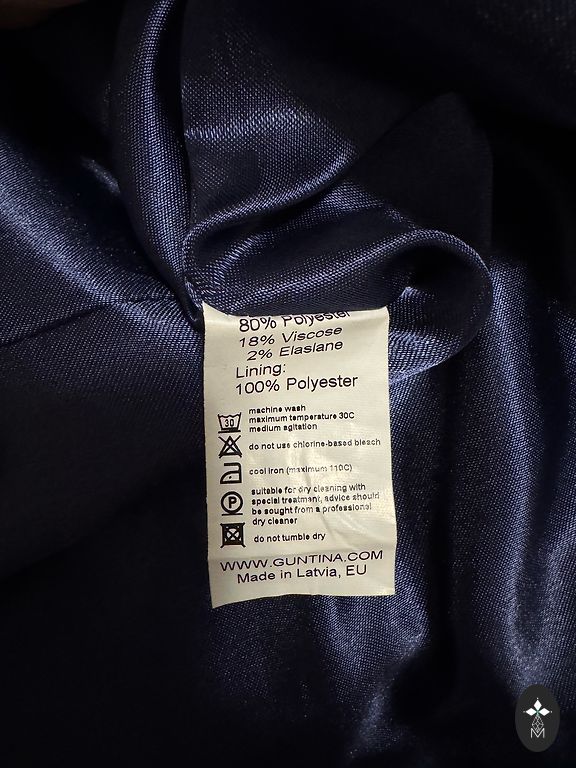 80% Polyester
18% Viscose
2% Elaslane
Lining:
100% Polyester
30
machine wash
maximum temperature 30C
medium agitation
do not use chlorine-based bleach
cool iron (maximum 110C)
P
suitable for dry cleaning with
special treatment, advice should
be sought from a professional
dry cleaner
do not tumble dry
WWW.GUNTINA.COM
Made in Latvia, EU
M